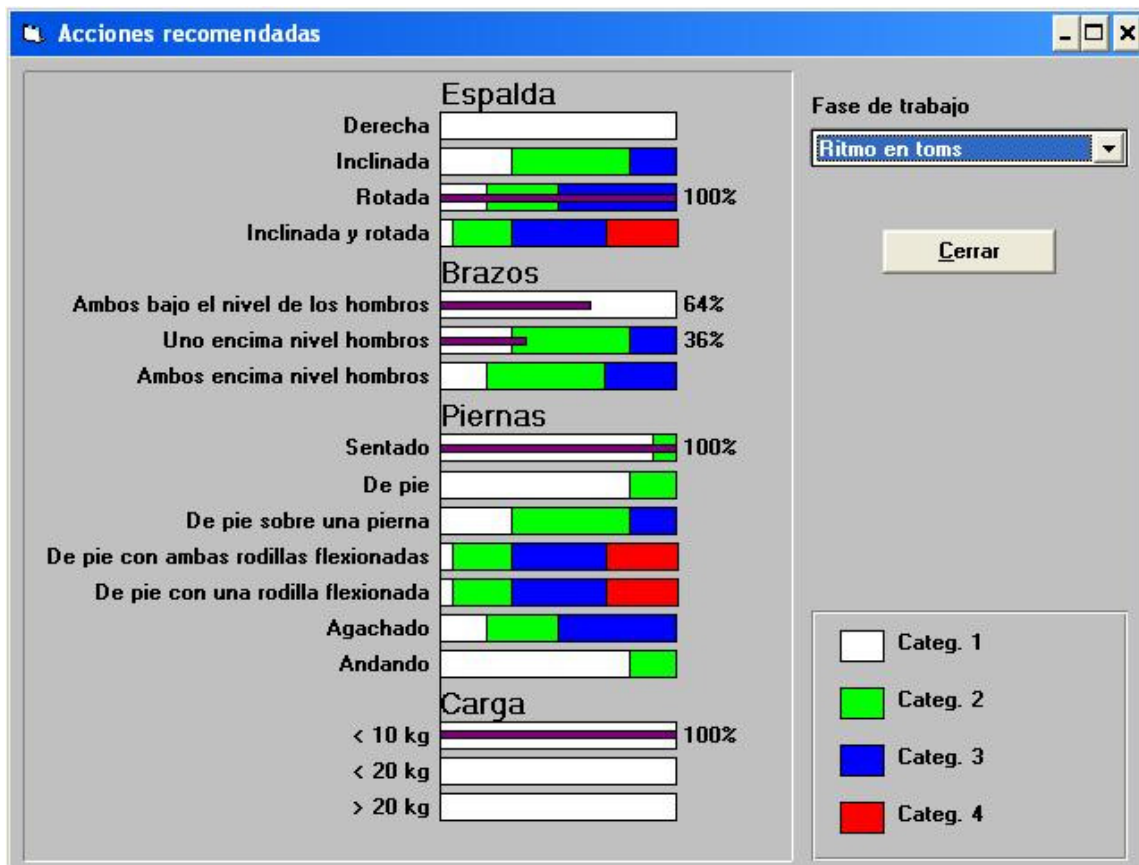 Acciones recomendadas
Espalda
Derecha
Inclinada
Rotada 100%
Inclinada y rotada
Brazos
Ambos bajo el nivel de los hombros 64%
Uno encima nivel hombros 36%
Ambos encima nivel hombros
Piernas
Sentado 100%
De pie
De pie sobre una pierna
De pie con ambas rodillas flexionadas
De pie con una rodilla flexionada
Agachado
Andando
Carga
< 10 kg 100%
< 20 kg
> 20 kg
Fase de trabajo
Ritmo en toms
Cerrar
Categ. 1
Categ. 2
Categ. 3
Categ. 4